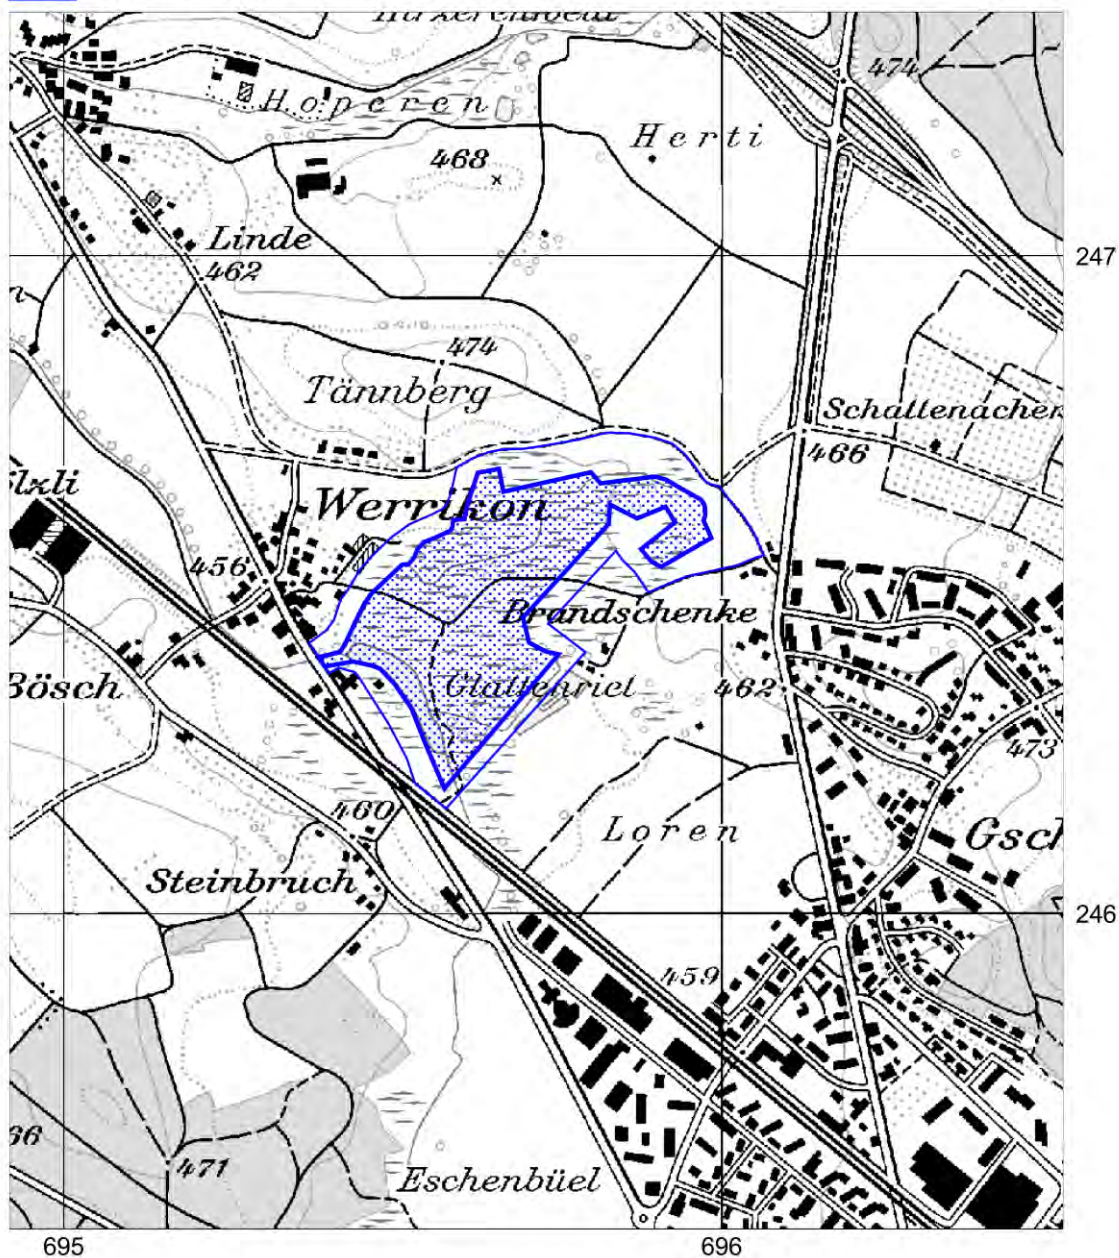 474
Hoperen
Herti
468
Linde
247
462
474
Tännberg
Schattenacher
466
Werrikon
456
Brandschenke
Bösch
Glattenriet
462
473
460
Loren
Gsch
Steinbruch
246
459
471
Eschenbüel
695
696